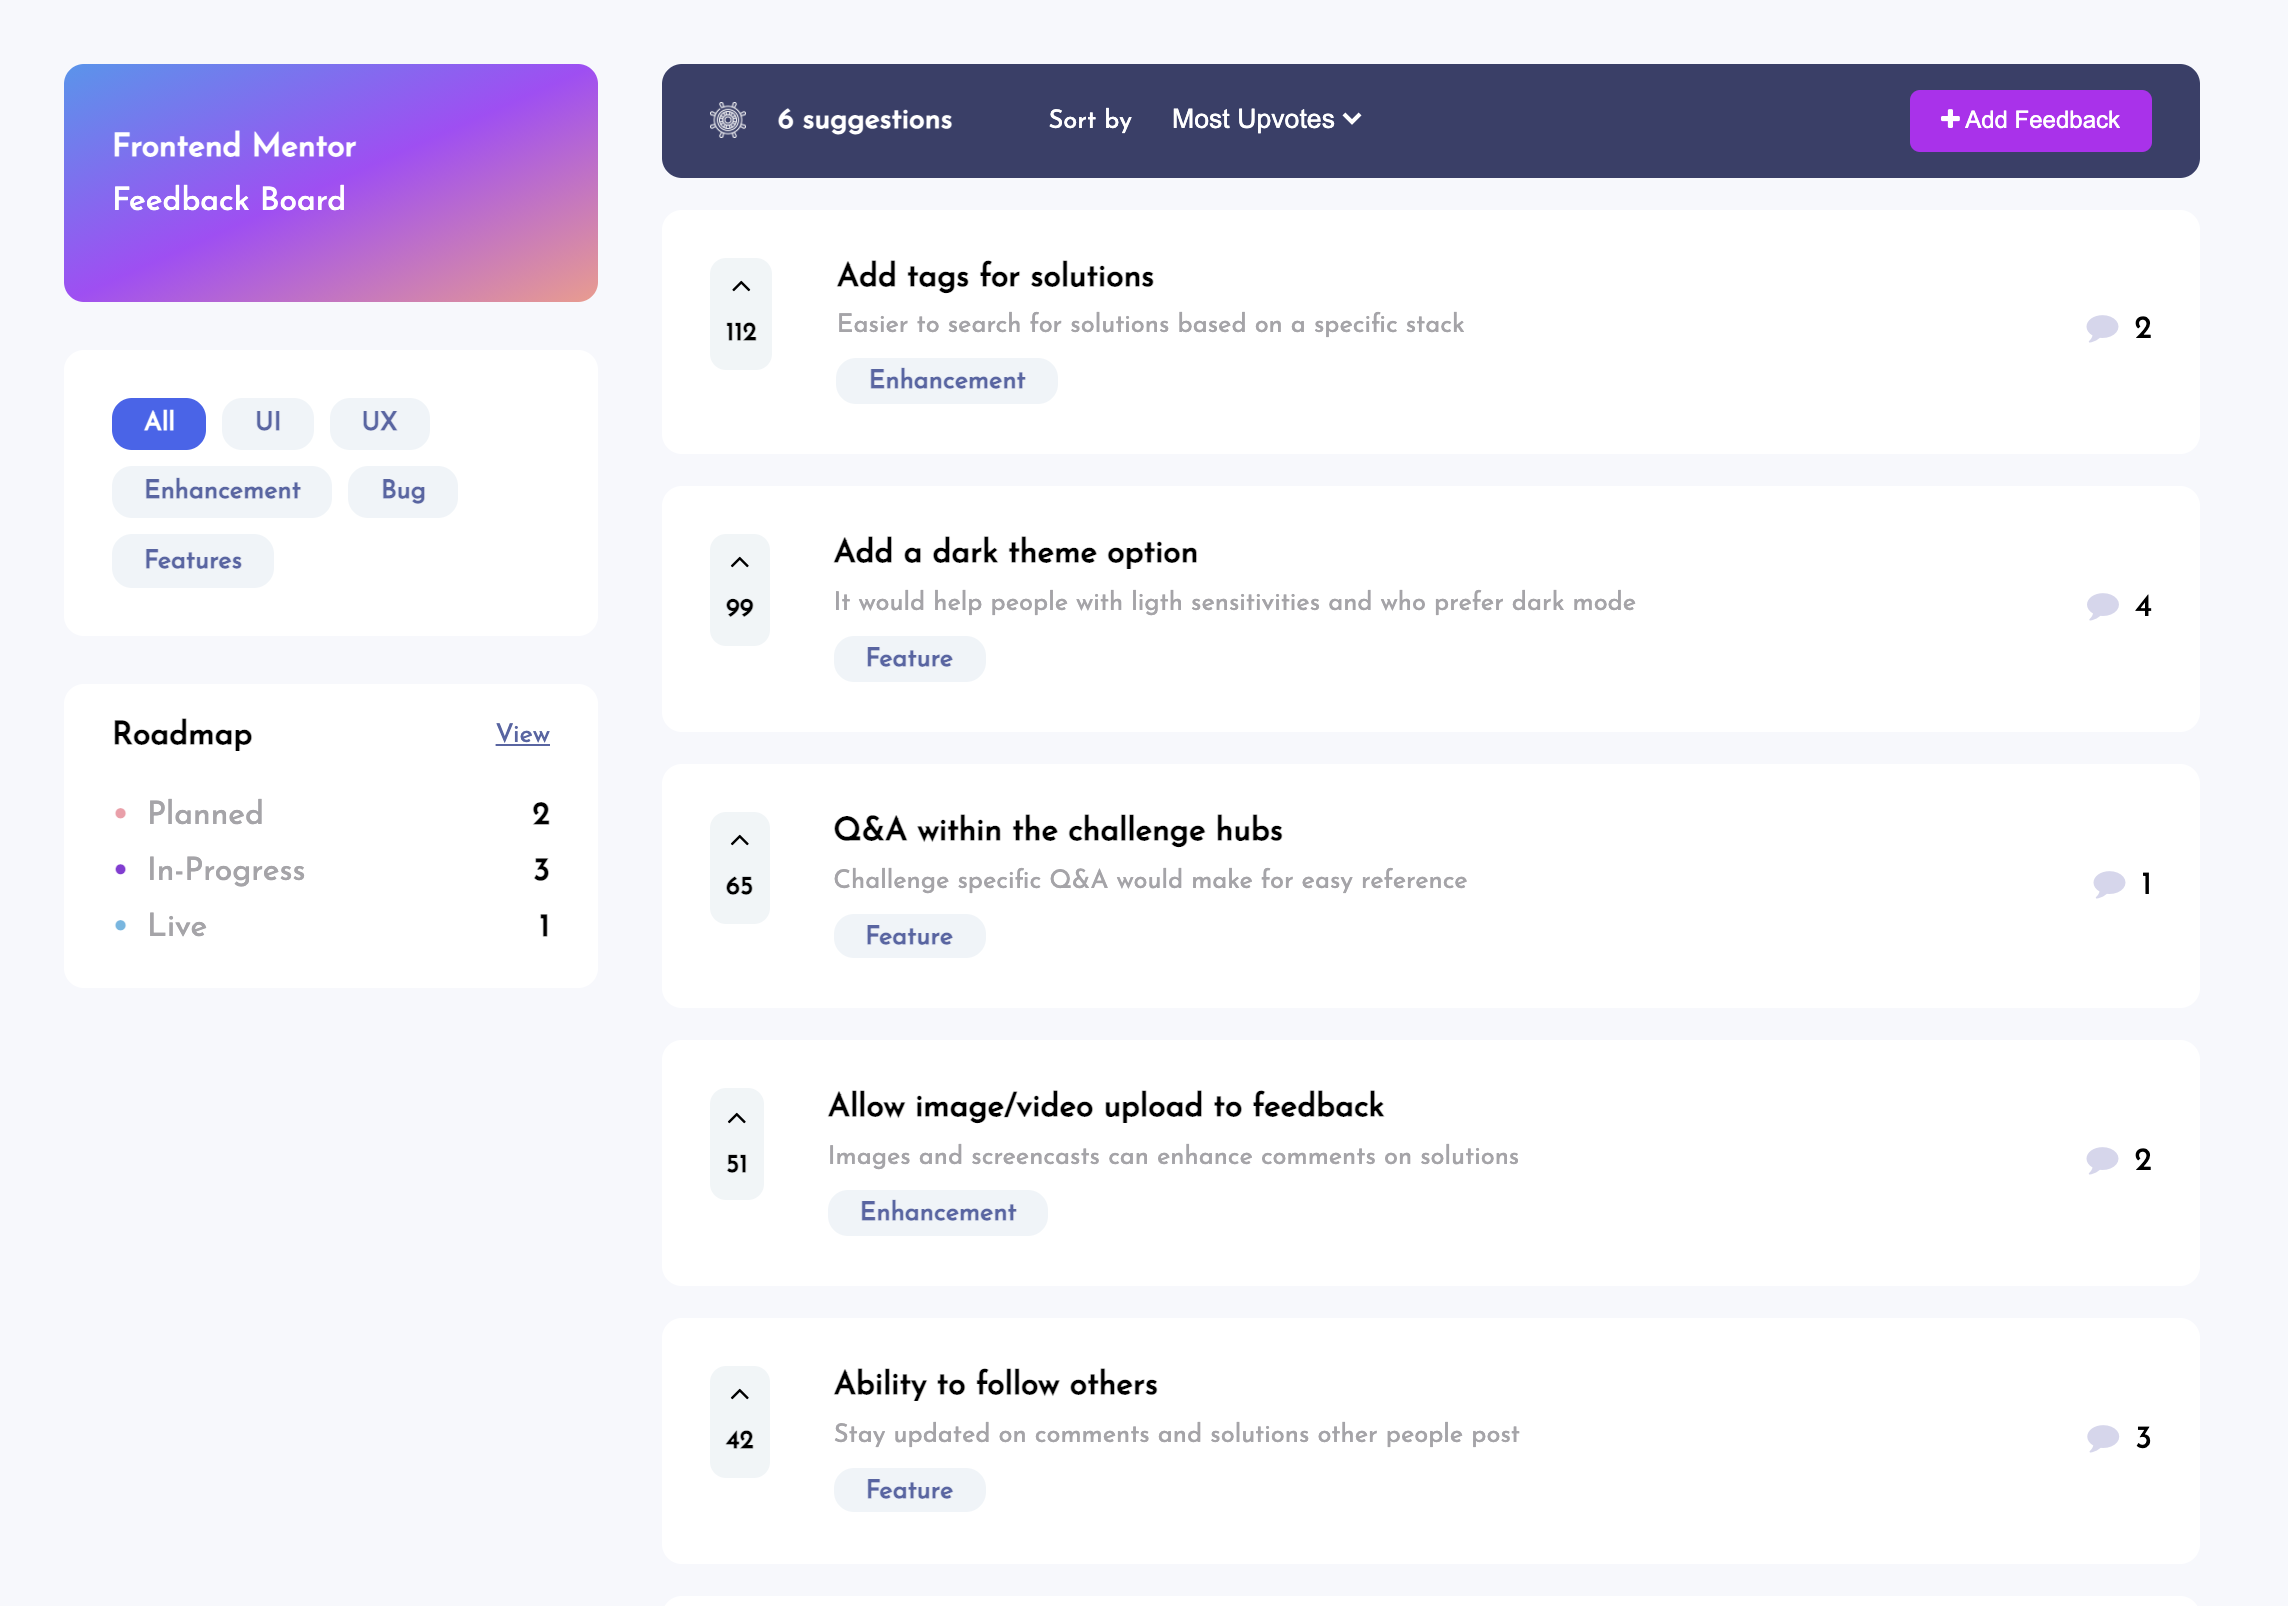 Frontend Mentor
Feedback Board
All UI UX
Enhancement Bug
Features
Roadmap View
Planned 2
In-Progress 3
Live 1
6 suggestions Sort by Most Upvotes Add Feedback
Add tags for solutions
Easier to search for solutions based on a specific stack
Enhancement
112
2
Add a dark theme option
It would help people with ligth sensitivities and who prefer dark mode
Feature
99
4
Q&A within the challenge hubs
Challenge specific Q&A would make for easy reference
Feature
65
1
Allow image/video upload to feedback
Images and screencasts can enhance comments on solutions
Enhancement
51
2
Ability to follow others
Stay updated on comments and solutions other people post
Feature
42
3